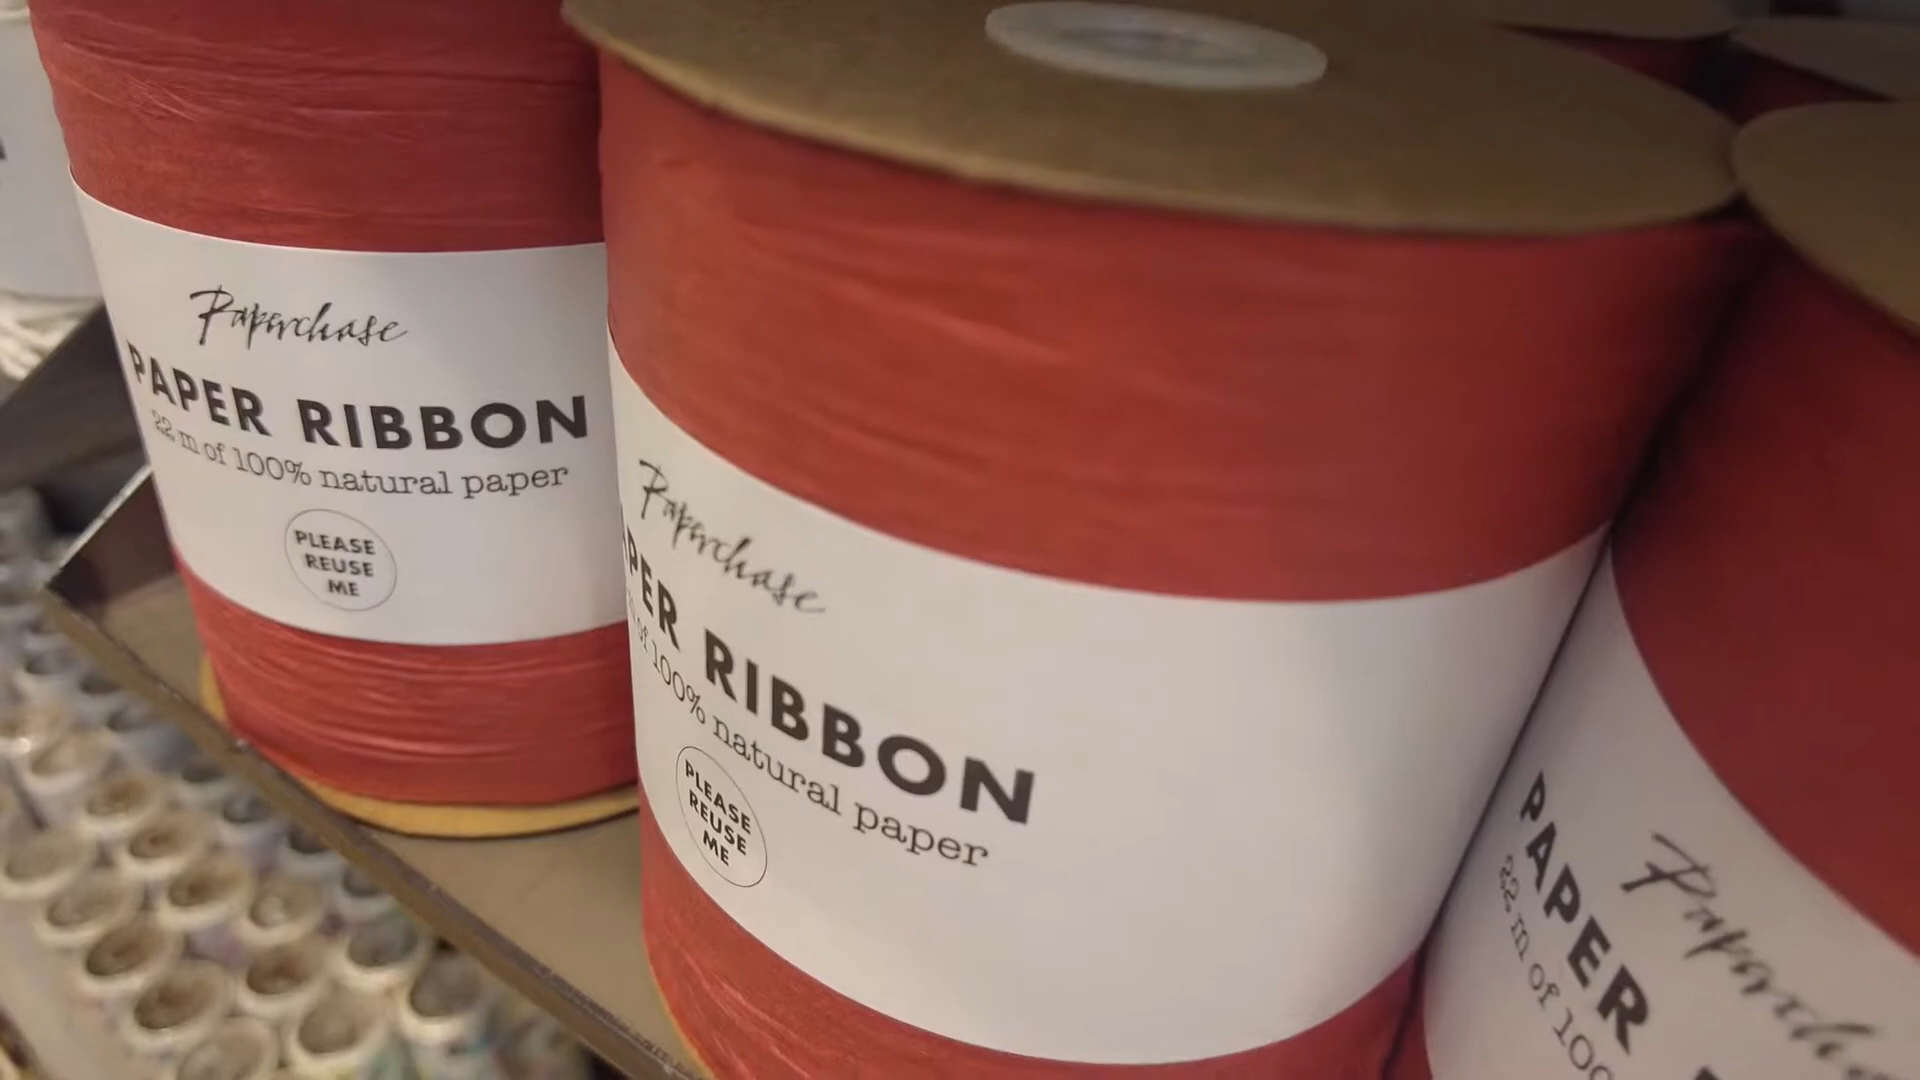 Paperchase
PAPER RIBBON
22 m of 100% natural paper
PLEASE
REUSE
ME
Paperchase
PAPER RIBBON
of 100% natural paper
PLEASE
REUSE
ME
Paperchase
PAPER
22 m of 100